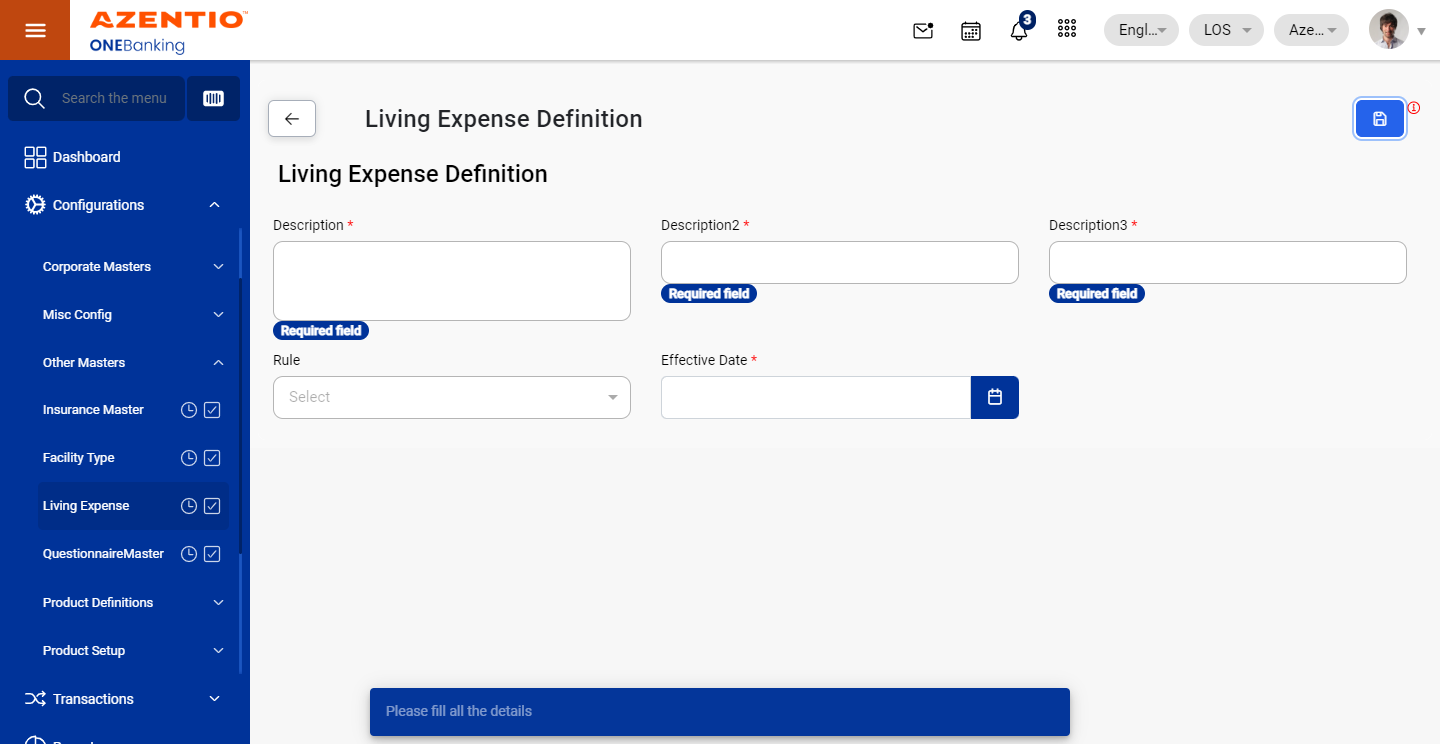 AZENTIO™
ONEBanking
3
Engl...
LOS
Aze...
Search the menu
Dashboard
Configurations
Corporate Masters
Misc Config
Other Masters
Insurance Master
Facility Type
Living Expense
QuestionnaireMaster
Product Definitions
Product Setup
Transactions
Living Expense Definition
Living Expense Definition
Description *
Description2 *
Description3 *
Required field
Required field
Required field
Rule
Effective Date *
Select
Please fill all the details